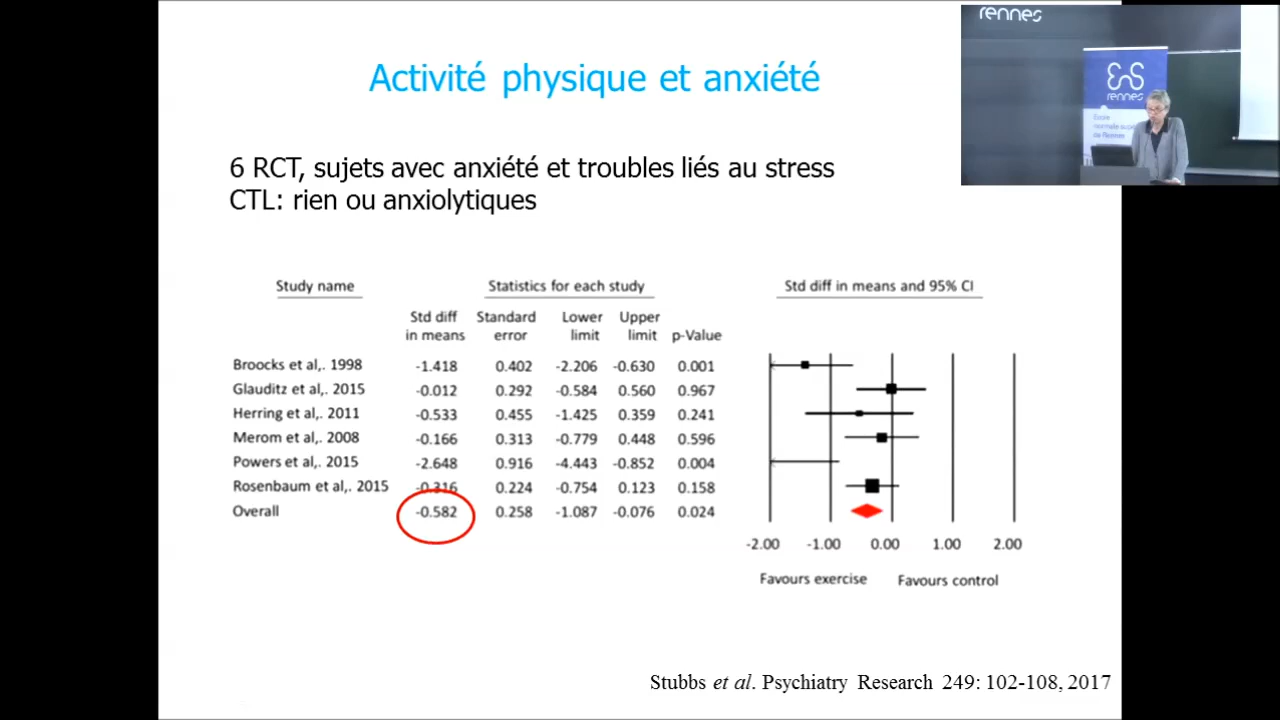 Activité physique et anxiété
rennes
EnS
rennes
École
normale
de Rennes
6 RCT, sujets avec anxiété et troubles liés au stress
CTL: rien ou anxiolytiques
Study name Statistics for each study Std diff in means and 95% CI
Std diff in means Standard error Lower limit Upper limit p-Value
Broocks et al,. 1998 -1.418 0.402 -2.206 -0.630 0.001
Glauditz et al,. 2015 -0.012 0.292 -0.584 0.560 0.967
Herring et al,. 2011 -0.533 0.455 -1.425 0.359 0.241
Merom et al,. 2008 -0.166 0.313 -0.779 0.448 0.596
Powers et al,. 2015 -2.648 0.916 -4.443 -0.852 0.004
Rosenbaum et al,. 2015 -0.316 0.224 -0.754 0.123 0.158
Overall -0.582 0.258 -1.087 -0.076 0.024
-2.00 -1.00 0.00 1.00 2.00
Favours exercise Favours control
Stubbs et al. Psychiatry Research 249: 102-108, 2017